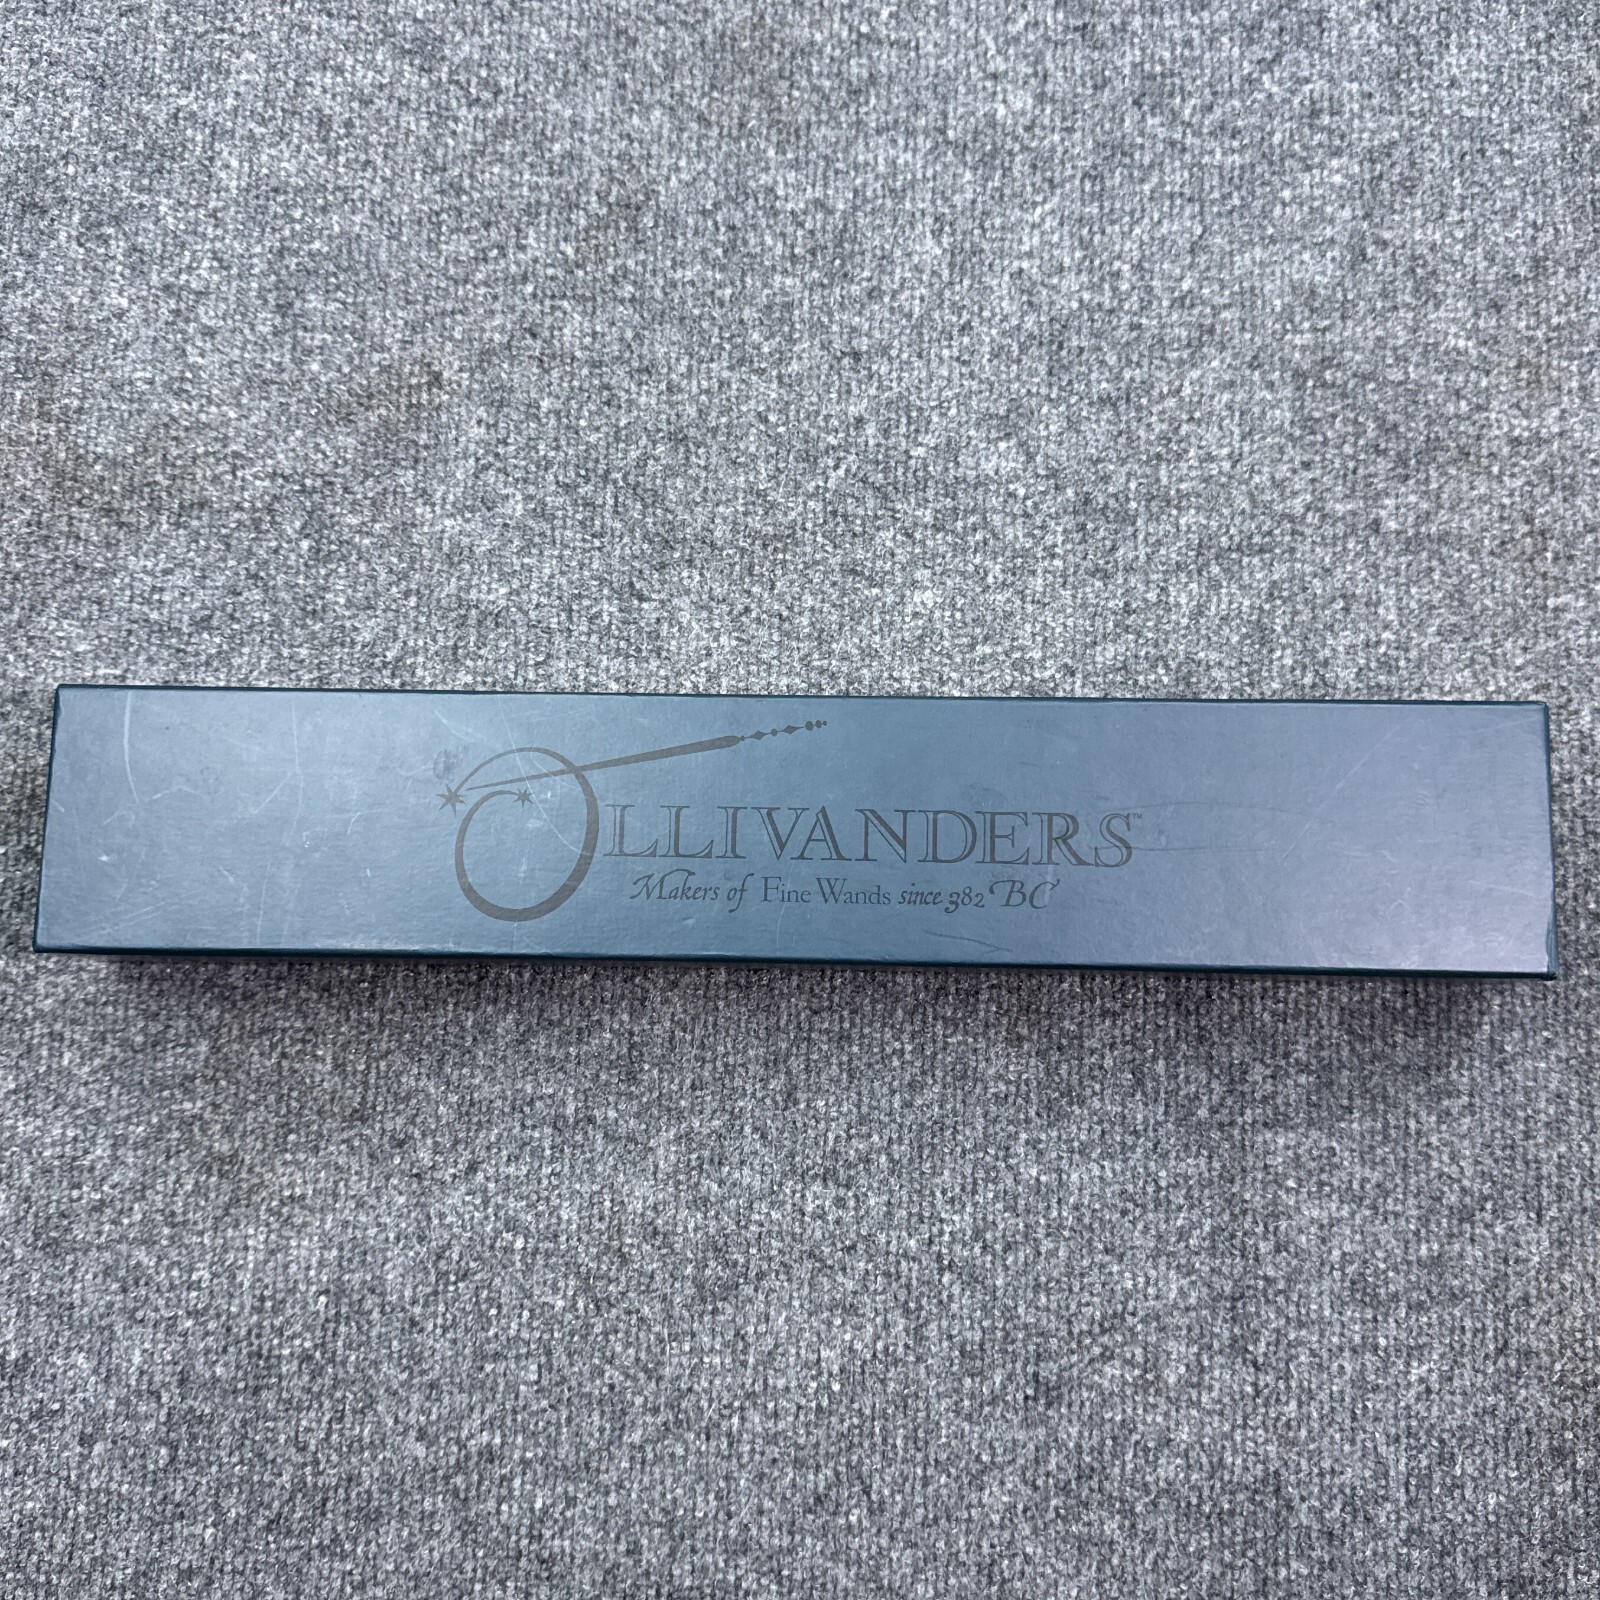 OLLIVANDERS™
Makers of Fine Wands since 382 BC